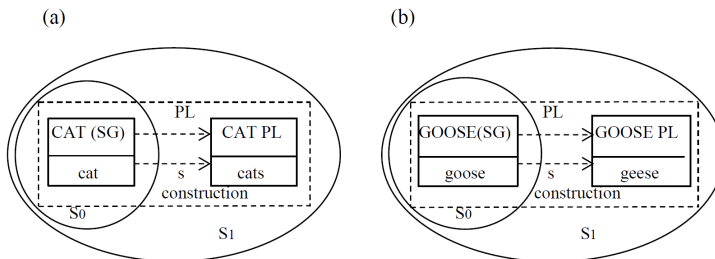 (a)
PL
CAT (SG)
CAT PL
cat
s
cats
construction
S0
S1
(b)
PL
GOOSE(SG)
GOOSE PL
goose
s
geese
construction
S0
S1